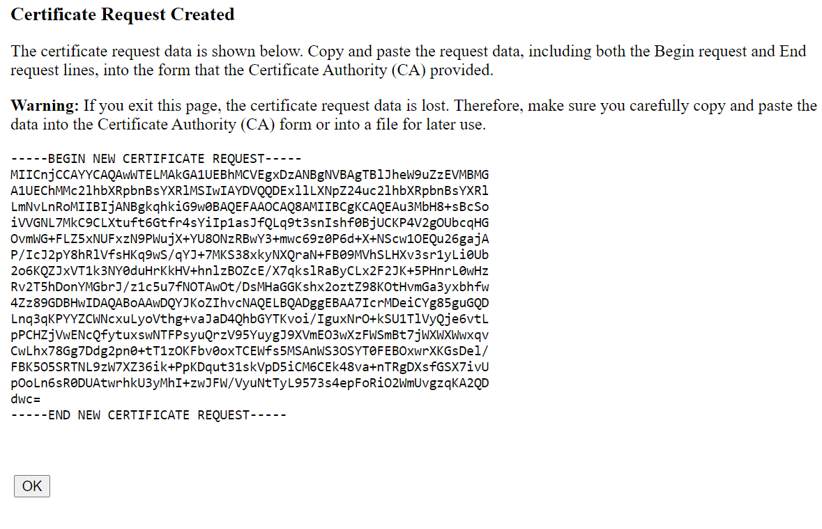 Certificate Request Created
The certificate request data is shown below. Copy and paste the request data, including both the Begin request and End
request lines, into the form that the Certificate Authority (CA) provided.
Warning: If you exit this page, the certificate request data is lost. Therefore, make sure you carefully copy and paste the
data into the Certificate Authority (CA) form or into a file for later use.
-----BEGIN NEW CERTIFICATE REQUEST-----
MIICnjCCAYYCAQAwWTELMAkGA1UEBhMCVEgxDzANBgNVBAgTBlJheW9uZzEVMBMG
A1UEChMMc2lhbXRpbnBsYXRlMSIwIAYDVQQDExllLXNpZ24uc2lhbXRpbnBsYXRl
LmNvLnRoMIIBIjANBgkqhkiG9w0BAQEFAAOCAQ8AMIIBCgKCAQEAu3MbH8+sBcSo
iVVGNL7MkC9CLXtuft6Gtfr4sYiIp1asJfQLq9t3snIshf0BjUCKP4V2gOUbcqHG
OvmWG+FLZ5xNUFxzN9PWujX+YU8ONzRBwY3+mwc69z0P6d+X+NScw1OEQu26gajA
P/IcJ2pY8hRlVfsHKq9wS/qYJ+7MKS38xkyNXQraN+FB09MVhSLHXv3sr1yLi0Ub
2o6KQZJxVT1k3NY0duHrKkHV+hnlzBOZcE/X7qkslRaByCLx2F2JK+5PHnrL0wHz
Rv2T5hDonYMGbrJ/z1c5u7fNOTAwOt/DsMHaGGKshx2oztZ98KOtHvmGa3yxbhfw
4Zz89GDBHwIDAQABoAAwDQYJKoZIhvcNAQELBQADggEBAA7IcrMDeiCYg85guGQD
Lnq3qKPYYZCWNcxuLyoVthg+vaJaD4QhbGYTKvoi/IguxNrO+kSU1TlVyQje6vtL
pPCHZjVwENcQfytuxswNTFPsyuQrzV95YuygJ9XVmEO3wXzFWSmBt7jWXWXWwxqv
CwLhx78Gg7Ddg2pn0+tT1zOKFbv0oxTCEWfs5MSAnWS3OSYT0FEBOxwrXKGsDel/
FBK5O5SRTNL9zW7XZ36ik+PpKDqut31skVpD5iCM6CEk48va+nTRgDXsfGSX7ivU
pOoLn6sR0DUAtwrhkU3yMhI+zwJFW/VyuNtTyL9573s4epFoRiO2WmUvgzqKA2QD
dwc=
-----END NEW CERTIFICATE REQUEST-----
OK